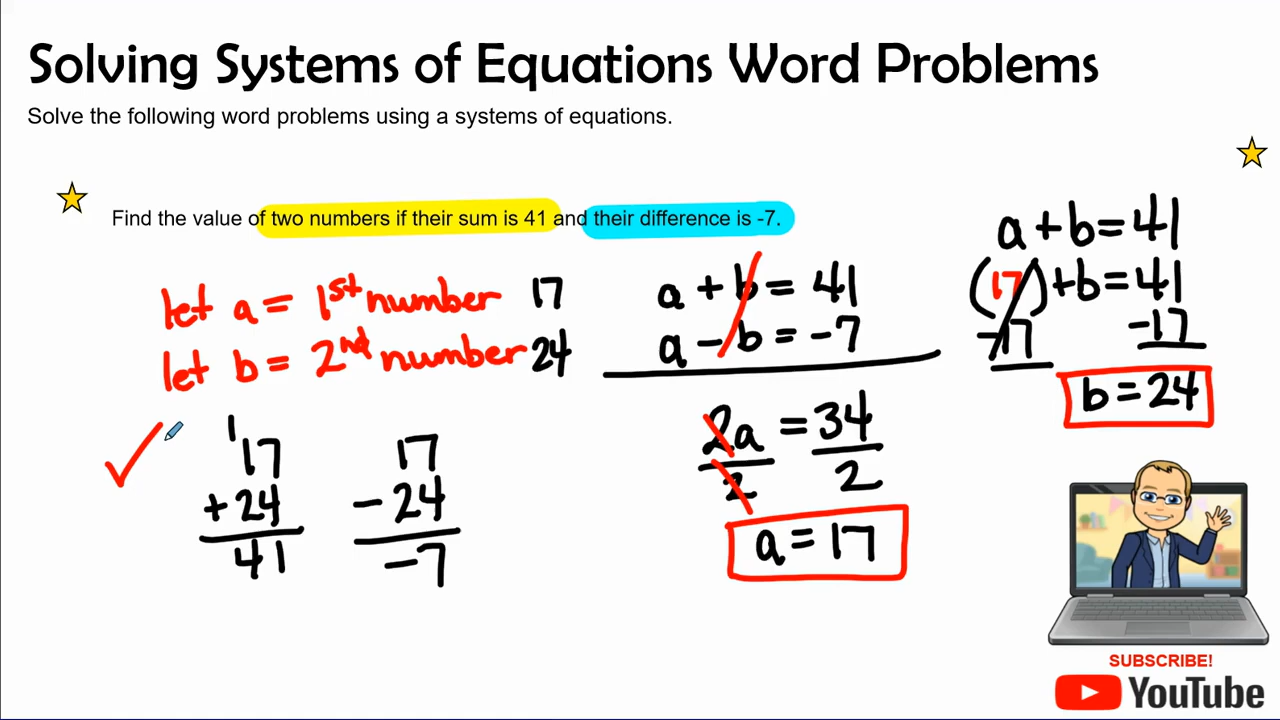 Solving Systems of Equations Word Problems
Solve the following word problems using a systems of equations.
Find the value of two numbers if their sum is 41 and their difference is -7.
let a = 1st number 17
let b = 2nd number 24
a + b = 41
a - b = -7
2a = 34
2 2
a = 17
a + b = 41
(17) + b = 41
-17 -17
b = 24
1
17
+ 24
41
17
- 24
-7
SUBSCRIBE!
YouTube